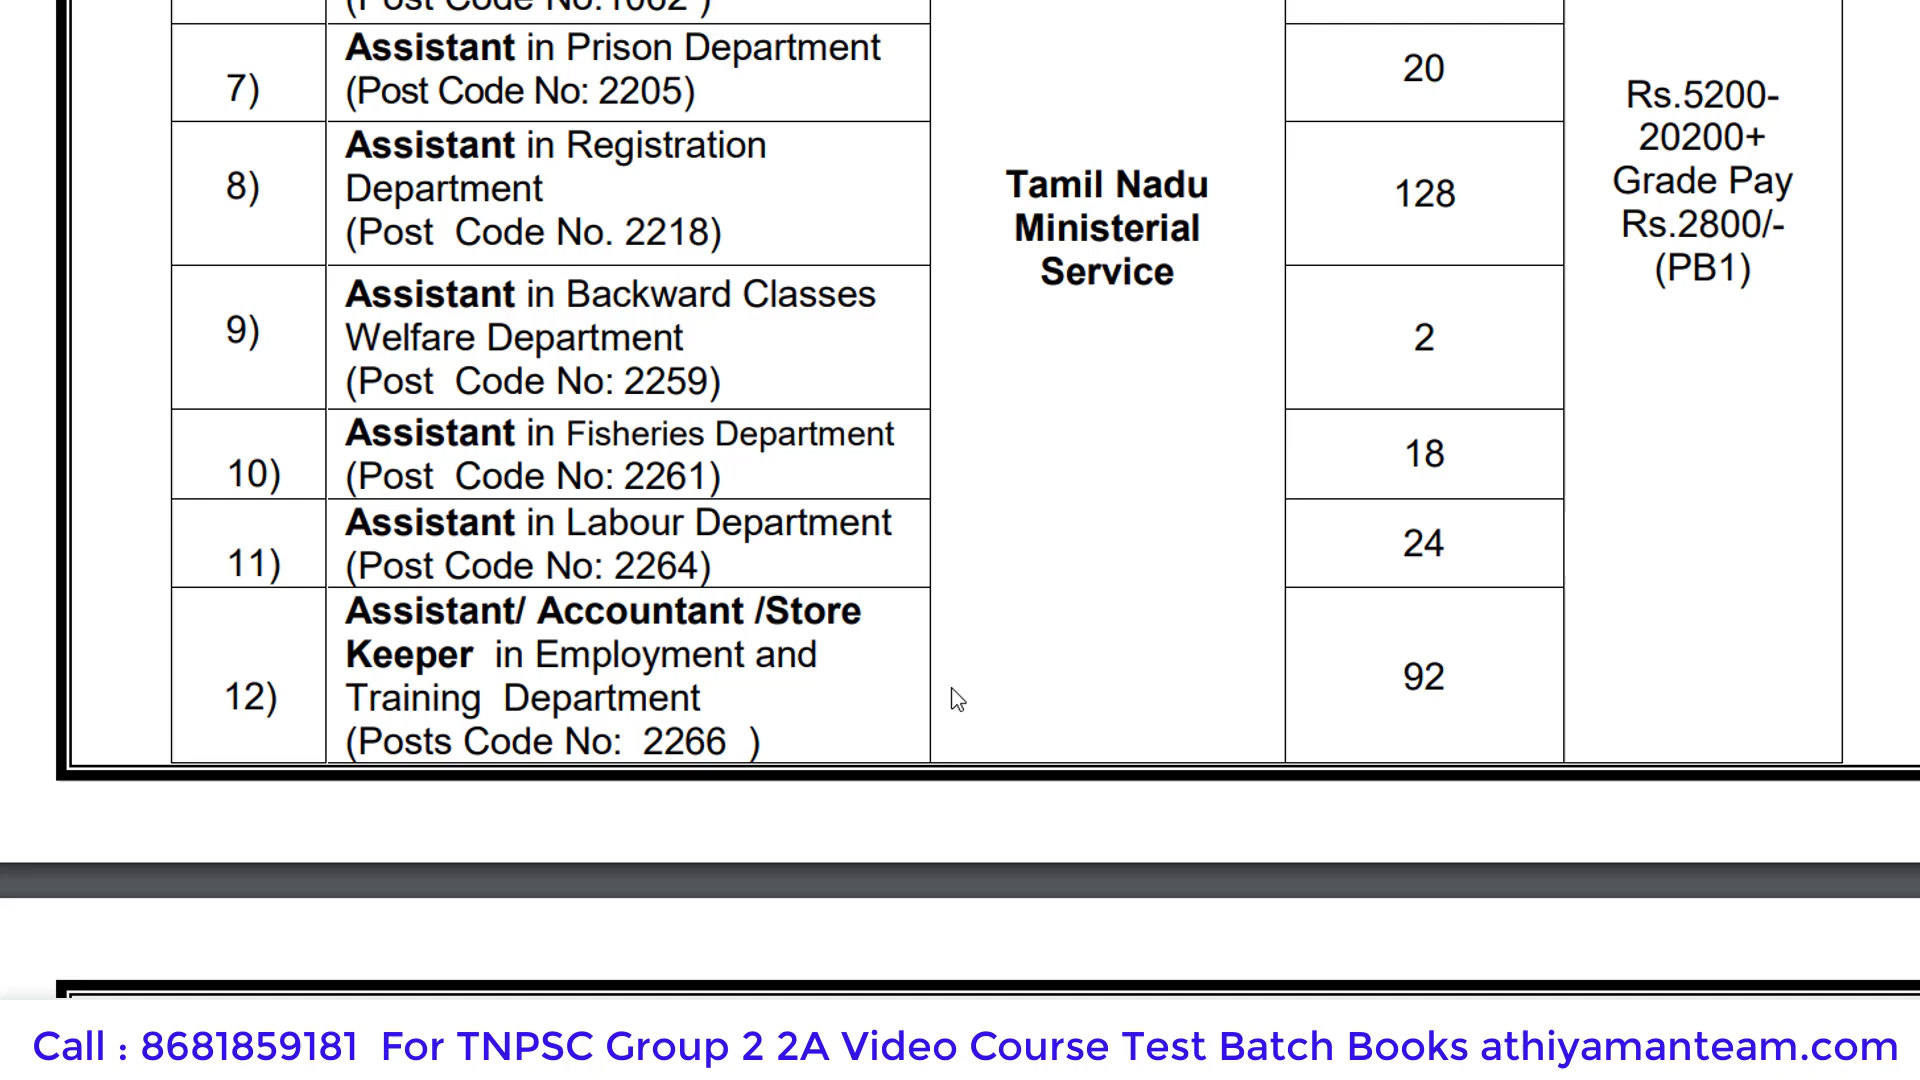 (Post Code No.1062 )
7)
Assistant in Prison Department
(Post Code No: 2205)
20
8)
Assistant in Registration
Department
(Post Code No. 2218)
128
9)
Assistant in Backward Classes
Welfare Department
(Post Code No: 2259)
2
10)
Assistant in Fisheries Department
(Post Code No: 2261)
18
11)
Assistant in Labour Department
(Post Code No: 2264)
24
12)
Assistant/ Accountant /Store
Keeper in Employment and
Training Department
(Posts Code No: 2266 )
92
Tamil Nadu
Ministerial
Service
Rs.5200-
20200+
Grade Pay
Rs.2800/-
(PB1)
Call : 8681859181 For TNPSC Group 2 2A Video Course Test Batch Books athiyamanteam.com